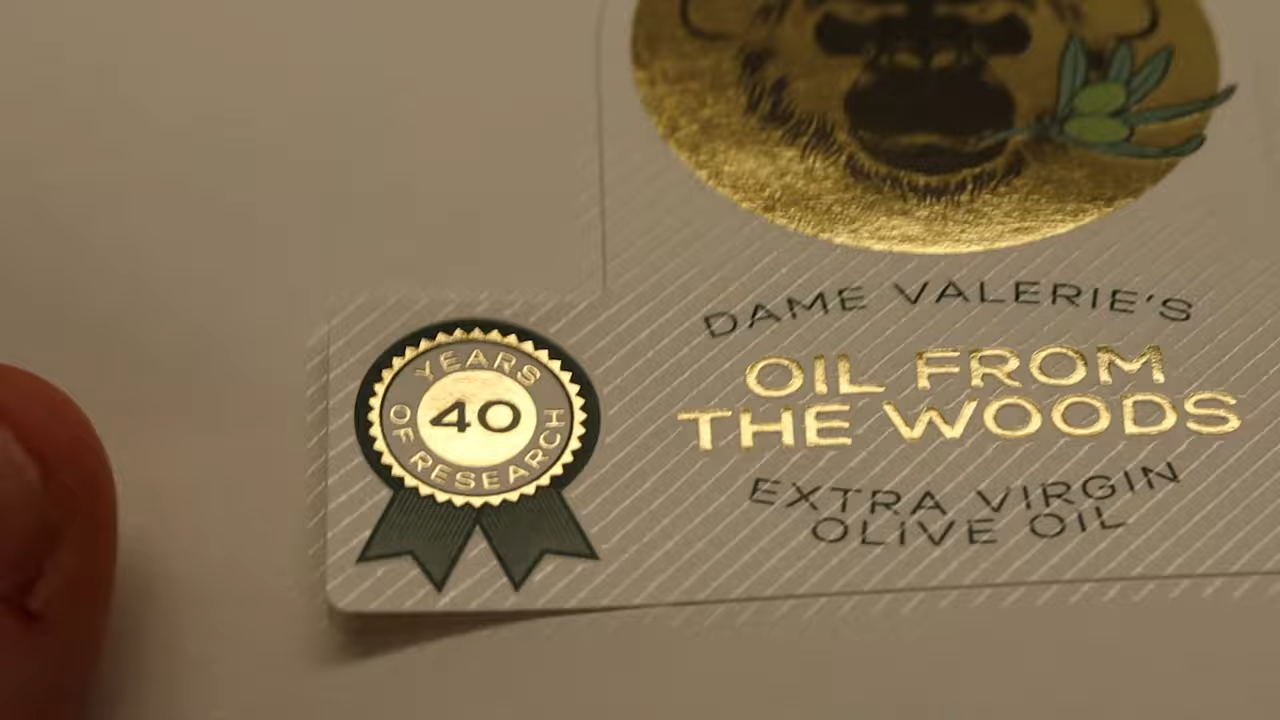 YEARS
40
OF RESEARCH
DAME VALERIE'S
OIL FROM
THE WOODS
EXTRA VIRGIN
OLIVE OIL